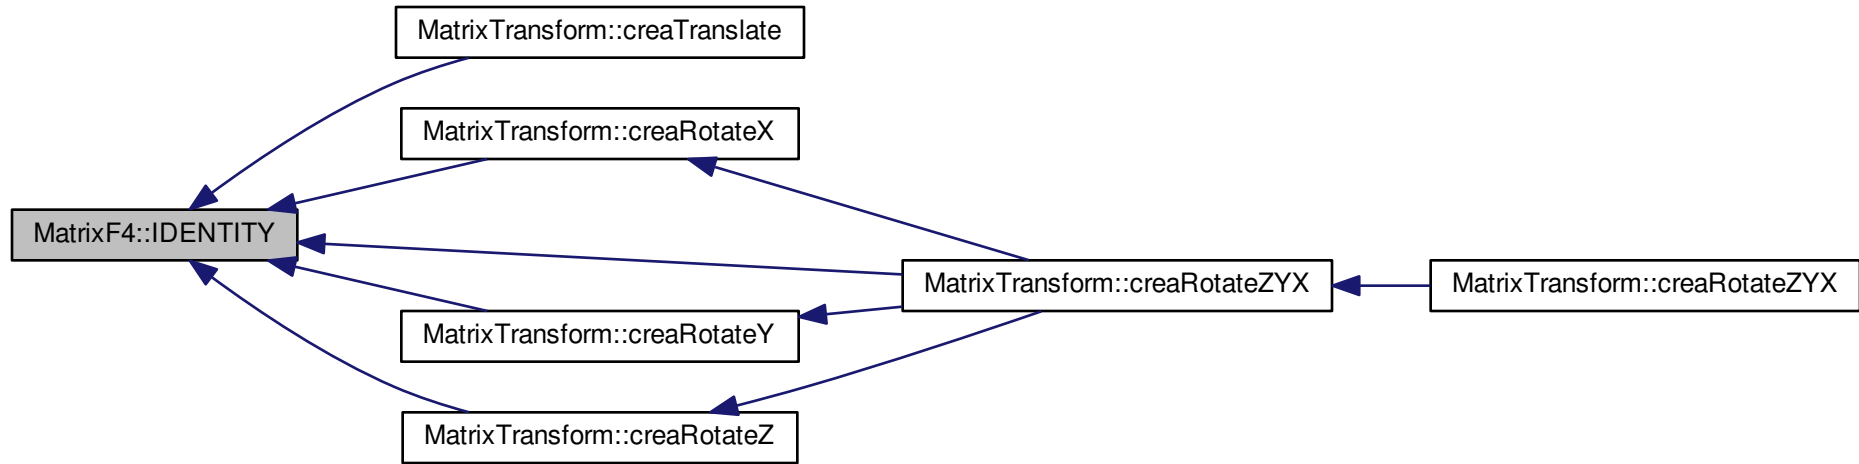 MatrixTransform::creaTranslate
MatrixTransform::creaRotateX
MatrixF4::IDENTITY
MatrixTransform::creaRotateZYX
MatrixTransform::creaRotateZYX
MatrixTransform::creaRotateY
MatrixTransform::creaRotateZ